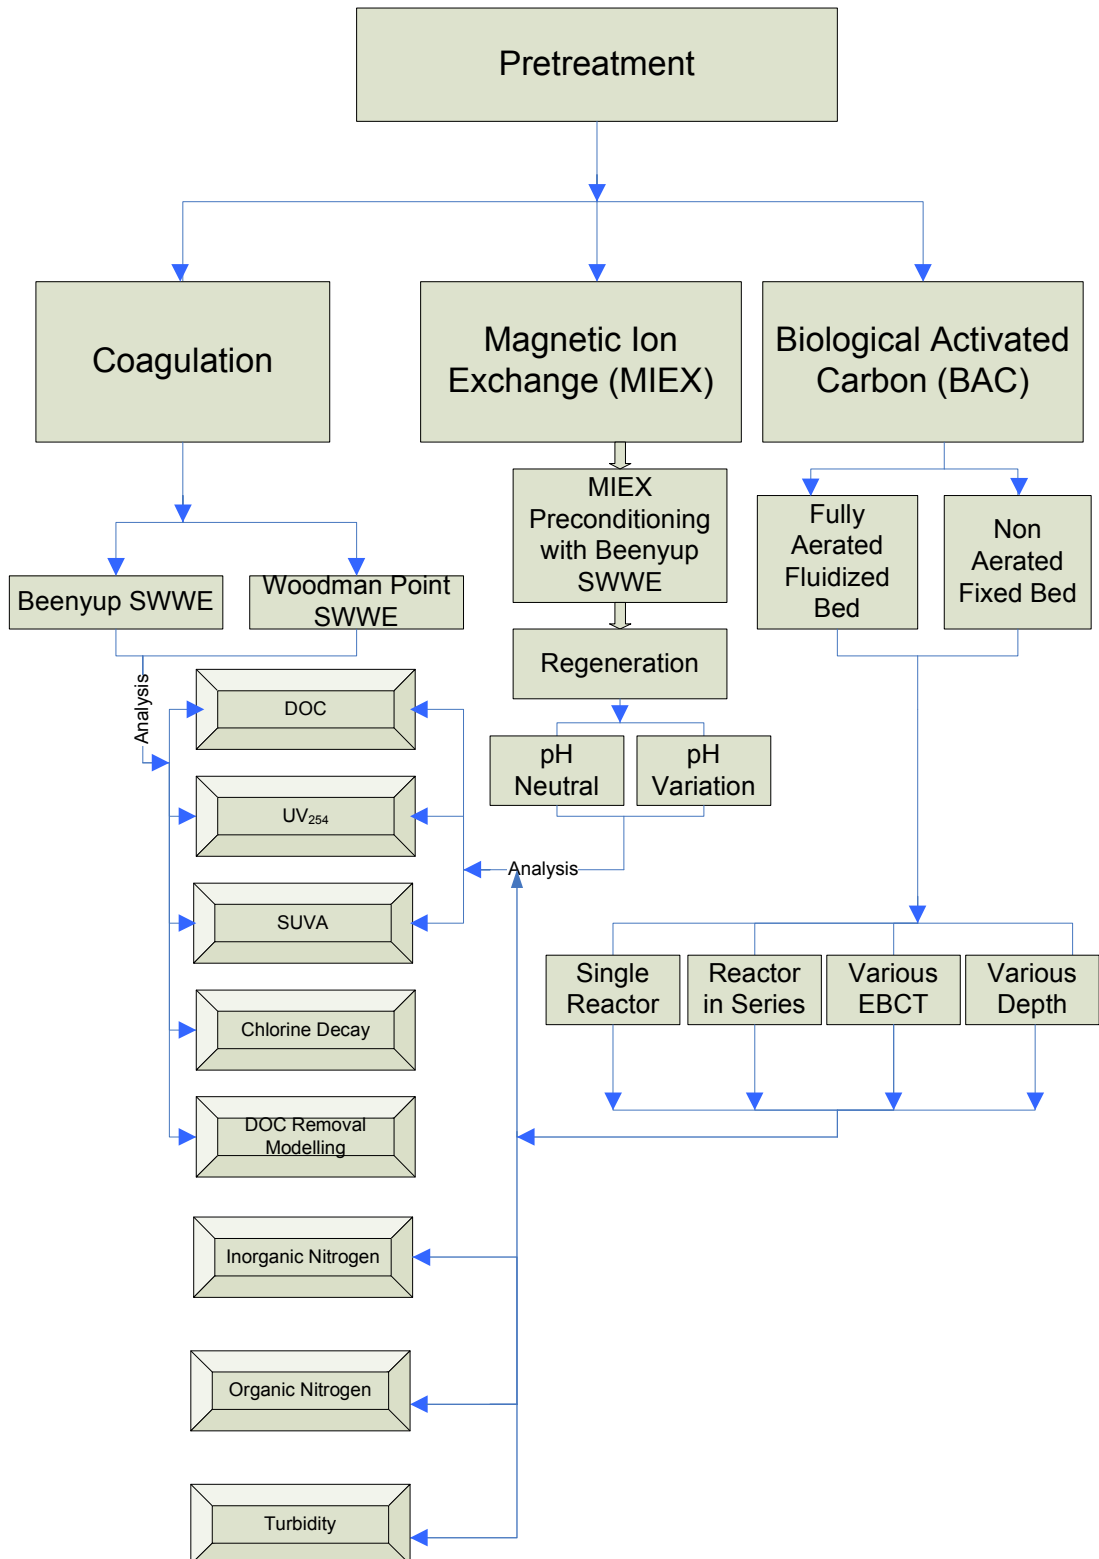 Pretreatment
Coagulation
Magnetic Ion
Exchange (MIEX)
Biological Activated
Carbon (BAC)
MIEX
Preconditioning
with Beenyup
SWWE
Fully
Aerated
Fluidized
Bed
Non
Aerated
Fixed Bed
Beenyup SWWE
Woodman Point
SWWE
Regeneration
Analysis
DOC
pH
Neutral
pH
Variation
UV₂₅₄
Analysis
SUVA
Single
Reactor
Reactor
in Series
Various
EBCT
Various
Depth
Chlorine Decay
DOC Removal
Modelling
Inorganic Nitrogen
Organic Nitrogen
Turbidity